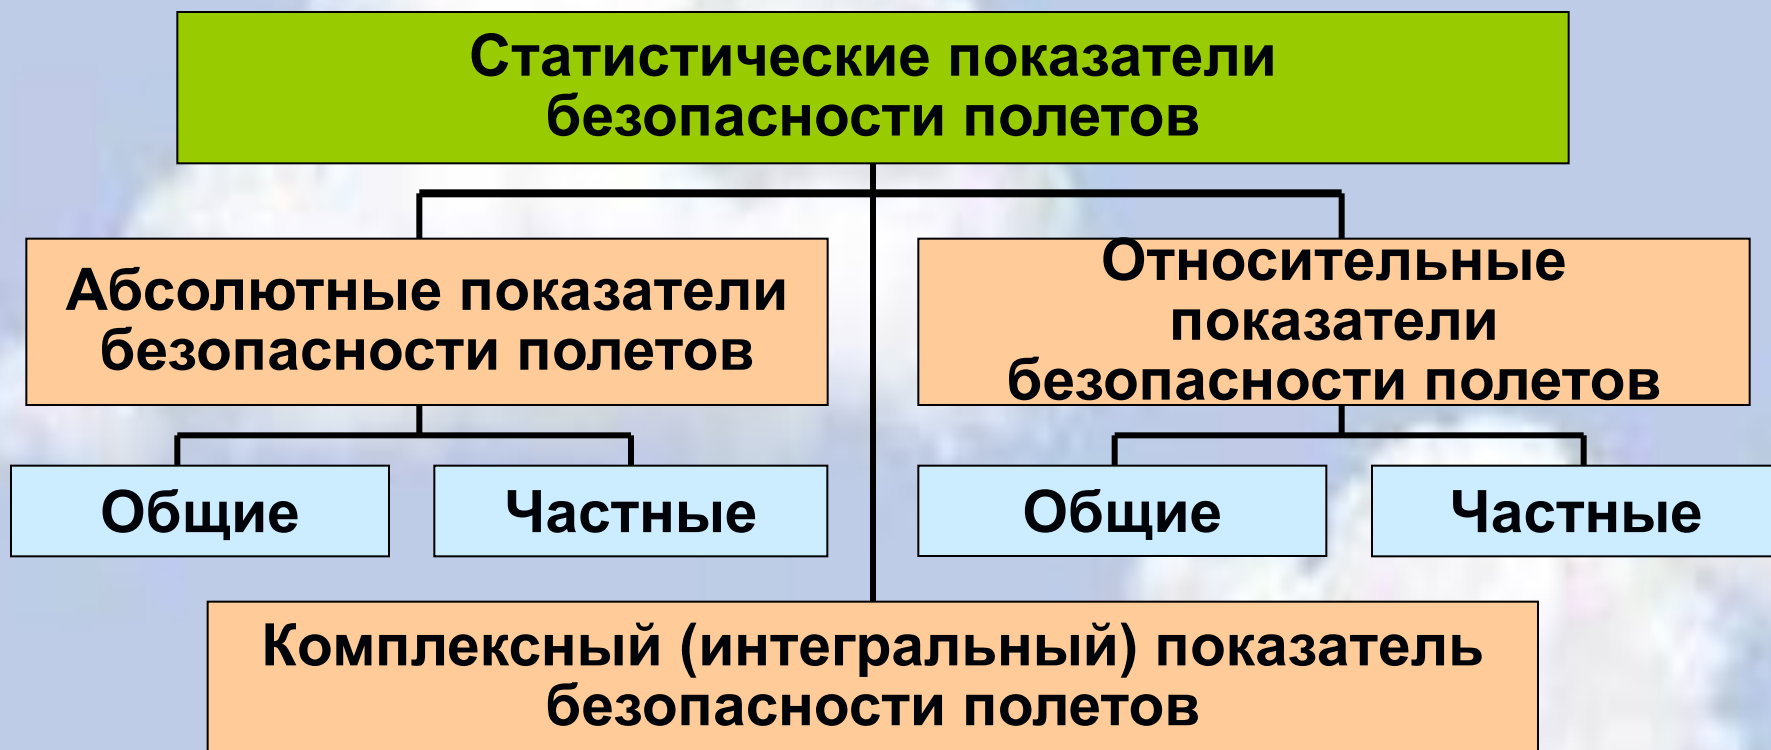 Статистические показатели
безопасности полетов
Абсолютные показатели
безопасности полетов
Относительные
показатели
безопасности полетов
Общие
Частные
Общие
Частные
Комплексный (интегральный) показатель
безопасности полетов